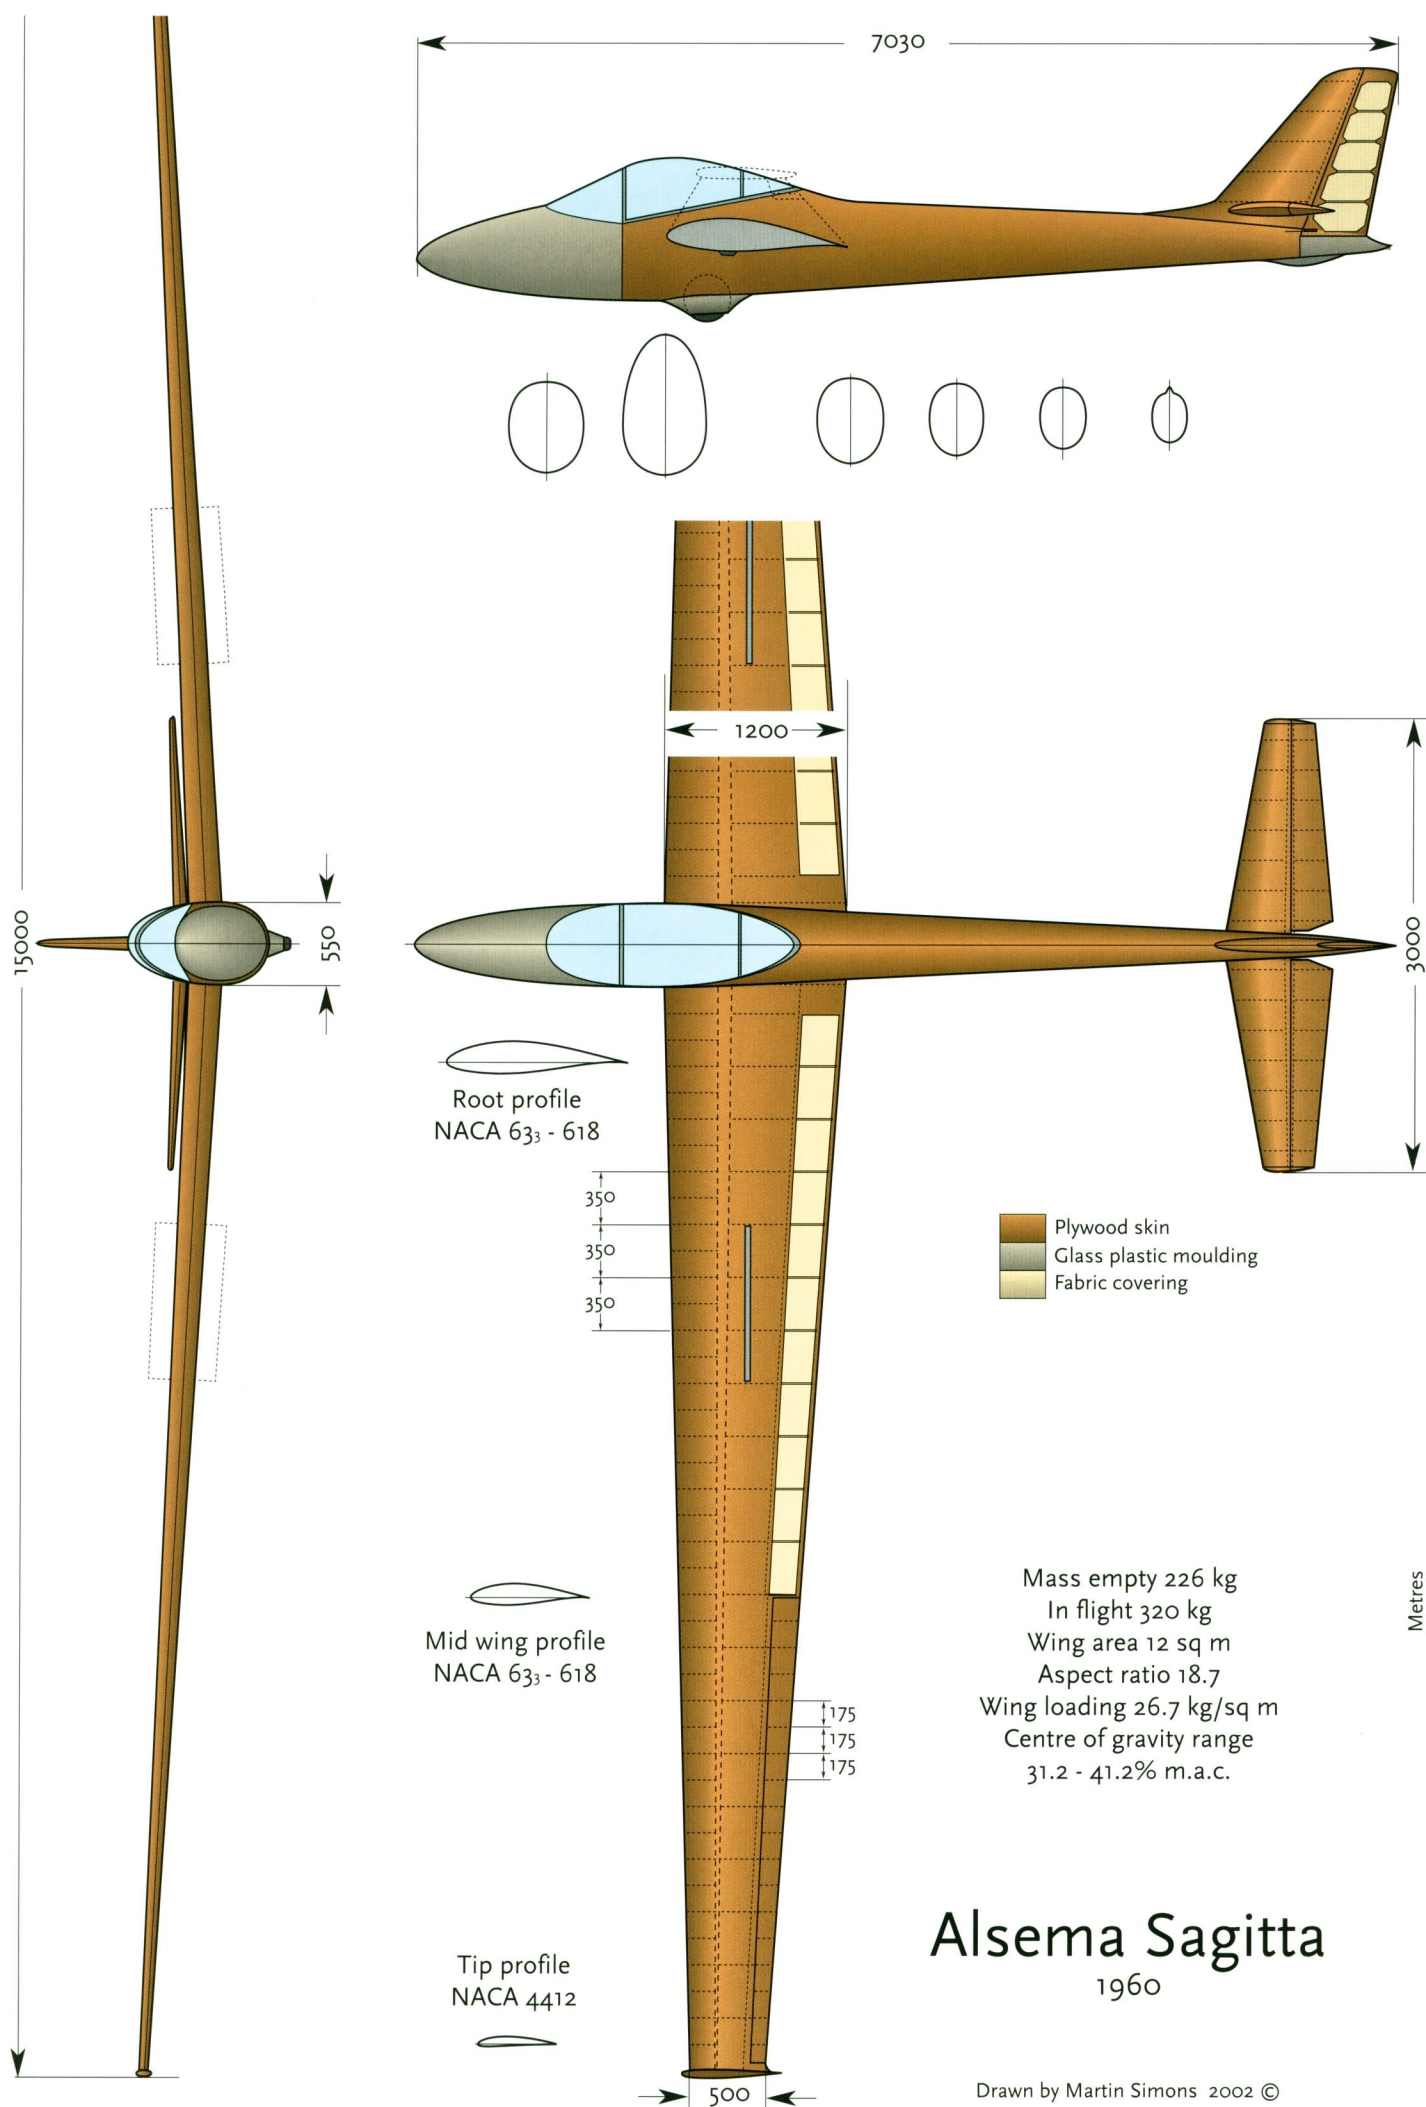 7030
1200
15000
550
3000
Root profile
NACA 63₃ - 618
350
350
350
Plywood skin
Glass plastic moulding
Fabric covering
Mid wing profile
NACA 63₃ - 618
175
175
175
Mass empty 226 kg
In flight 320 kg
Wing area 12 sq m
Aspect ratio 18.7
Wing loading 26.7 kg/sq m
Centre of gravity range
31.2 - 41.2% m.a.c.
Metres
Tip profile
NACA 4412
Alsema Sagitta
1960
500
Drawn by Martin Simons 2002 ©